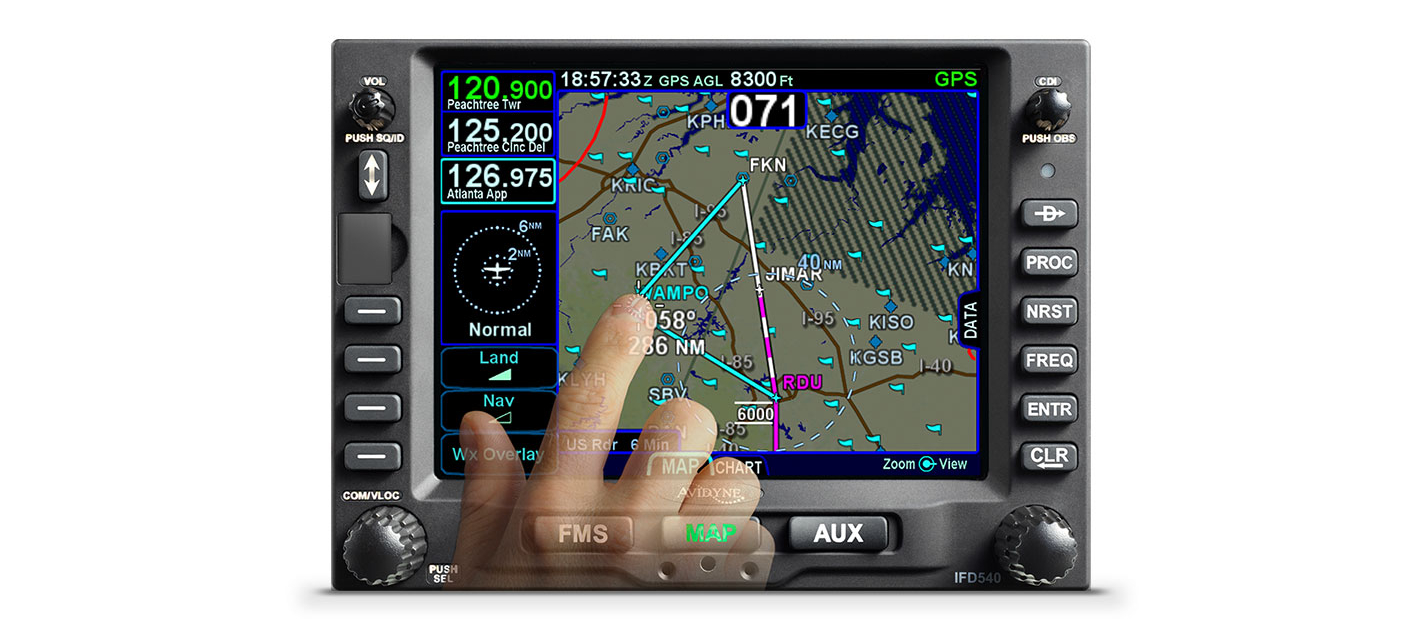 VOL
PUSH SQ/ID
120.900
Peachtree Twr
125.200
Peachtree Clnc Del
126.975
Atlanta App
6NM
2NM
Normal
Land
Nav
Wx Overlay
18:57:33Z GPS AGL 8300Ft
GPS
071
KPH
KECG
FKN
KRIC
I-95
FAK
I-85
KBKT
40NM
JIMAR
KN
WAMPO
058°
286 NM
I-95
KISO
DATA
K
I-85
KGSB
I-40
KLYH
RDU
SBV
6000
-85
US Rdr 6 Min
I-40
MAP
CHART
Zoom
View
AVIDYNE
FMS
MAP
AUX
COM/VLOC
PUSH
SEL
IFD540
CDI
PUSH OBS
D
PROC
NRST
FREQ
ENTR
CLR